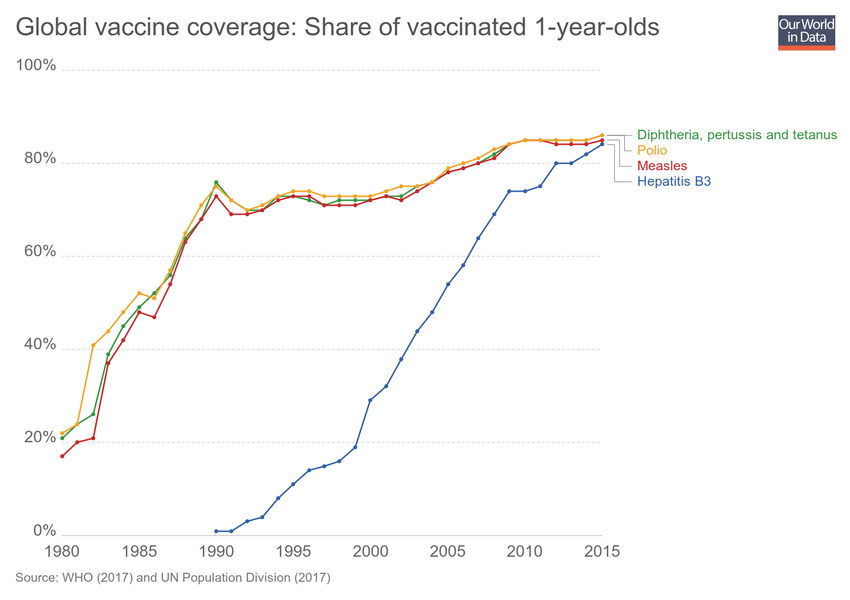 Global vaccine coverage: Share of vaccinated 1-year-olds
Our World
in Data
100%
80%
60%
40%
20%
0%
1980 1985 1990 1995 2000 2005 2010 2015
Diphtheria, pertussis and tetanus
Polio
Measles
Hepatitis B3
Source: WHO (2017) and UN Population Division (2017)